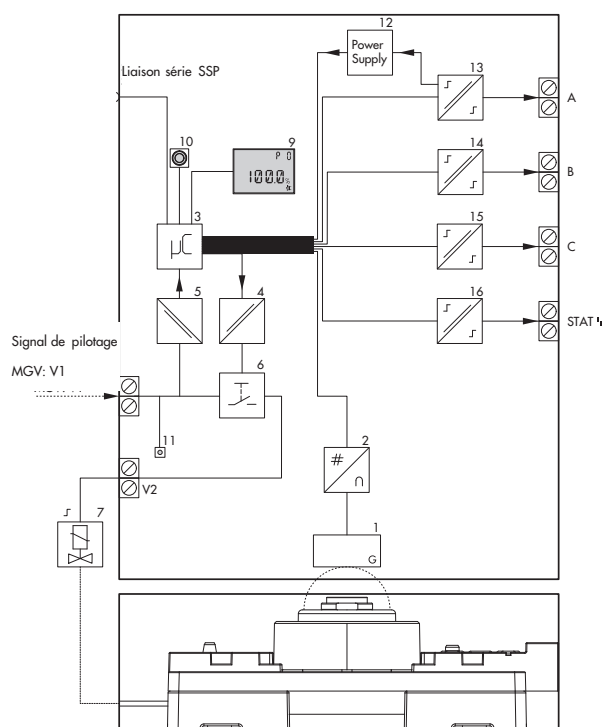 12
Power
Supply
13
Liaison série SSP
A
10
9
P 0
100.0 %
14
B
3
µC
15
C
5
4
16
STAT
Signal de pilotage
6
MGV: V1
11
2
#
∩
V2
7
1
G